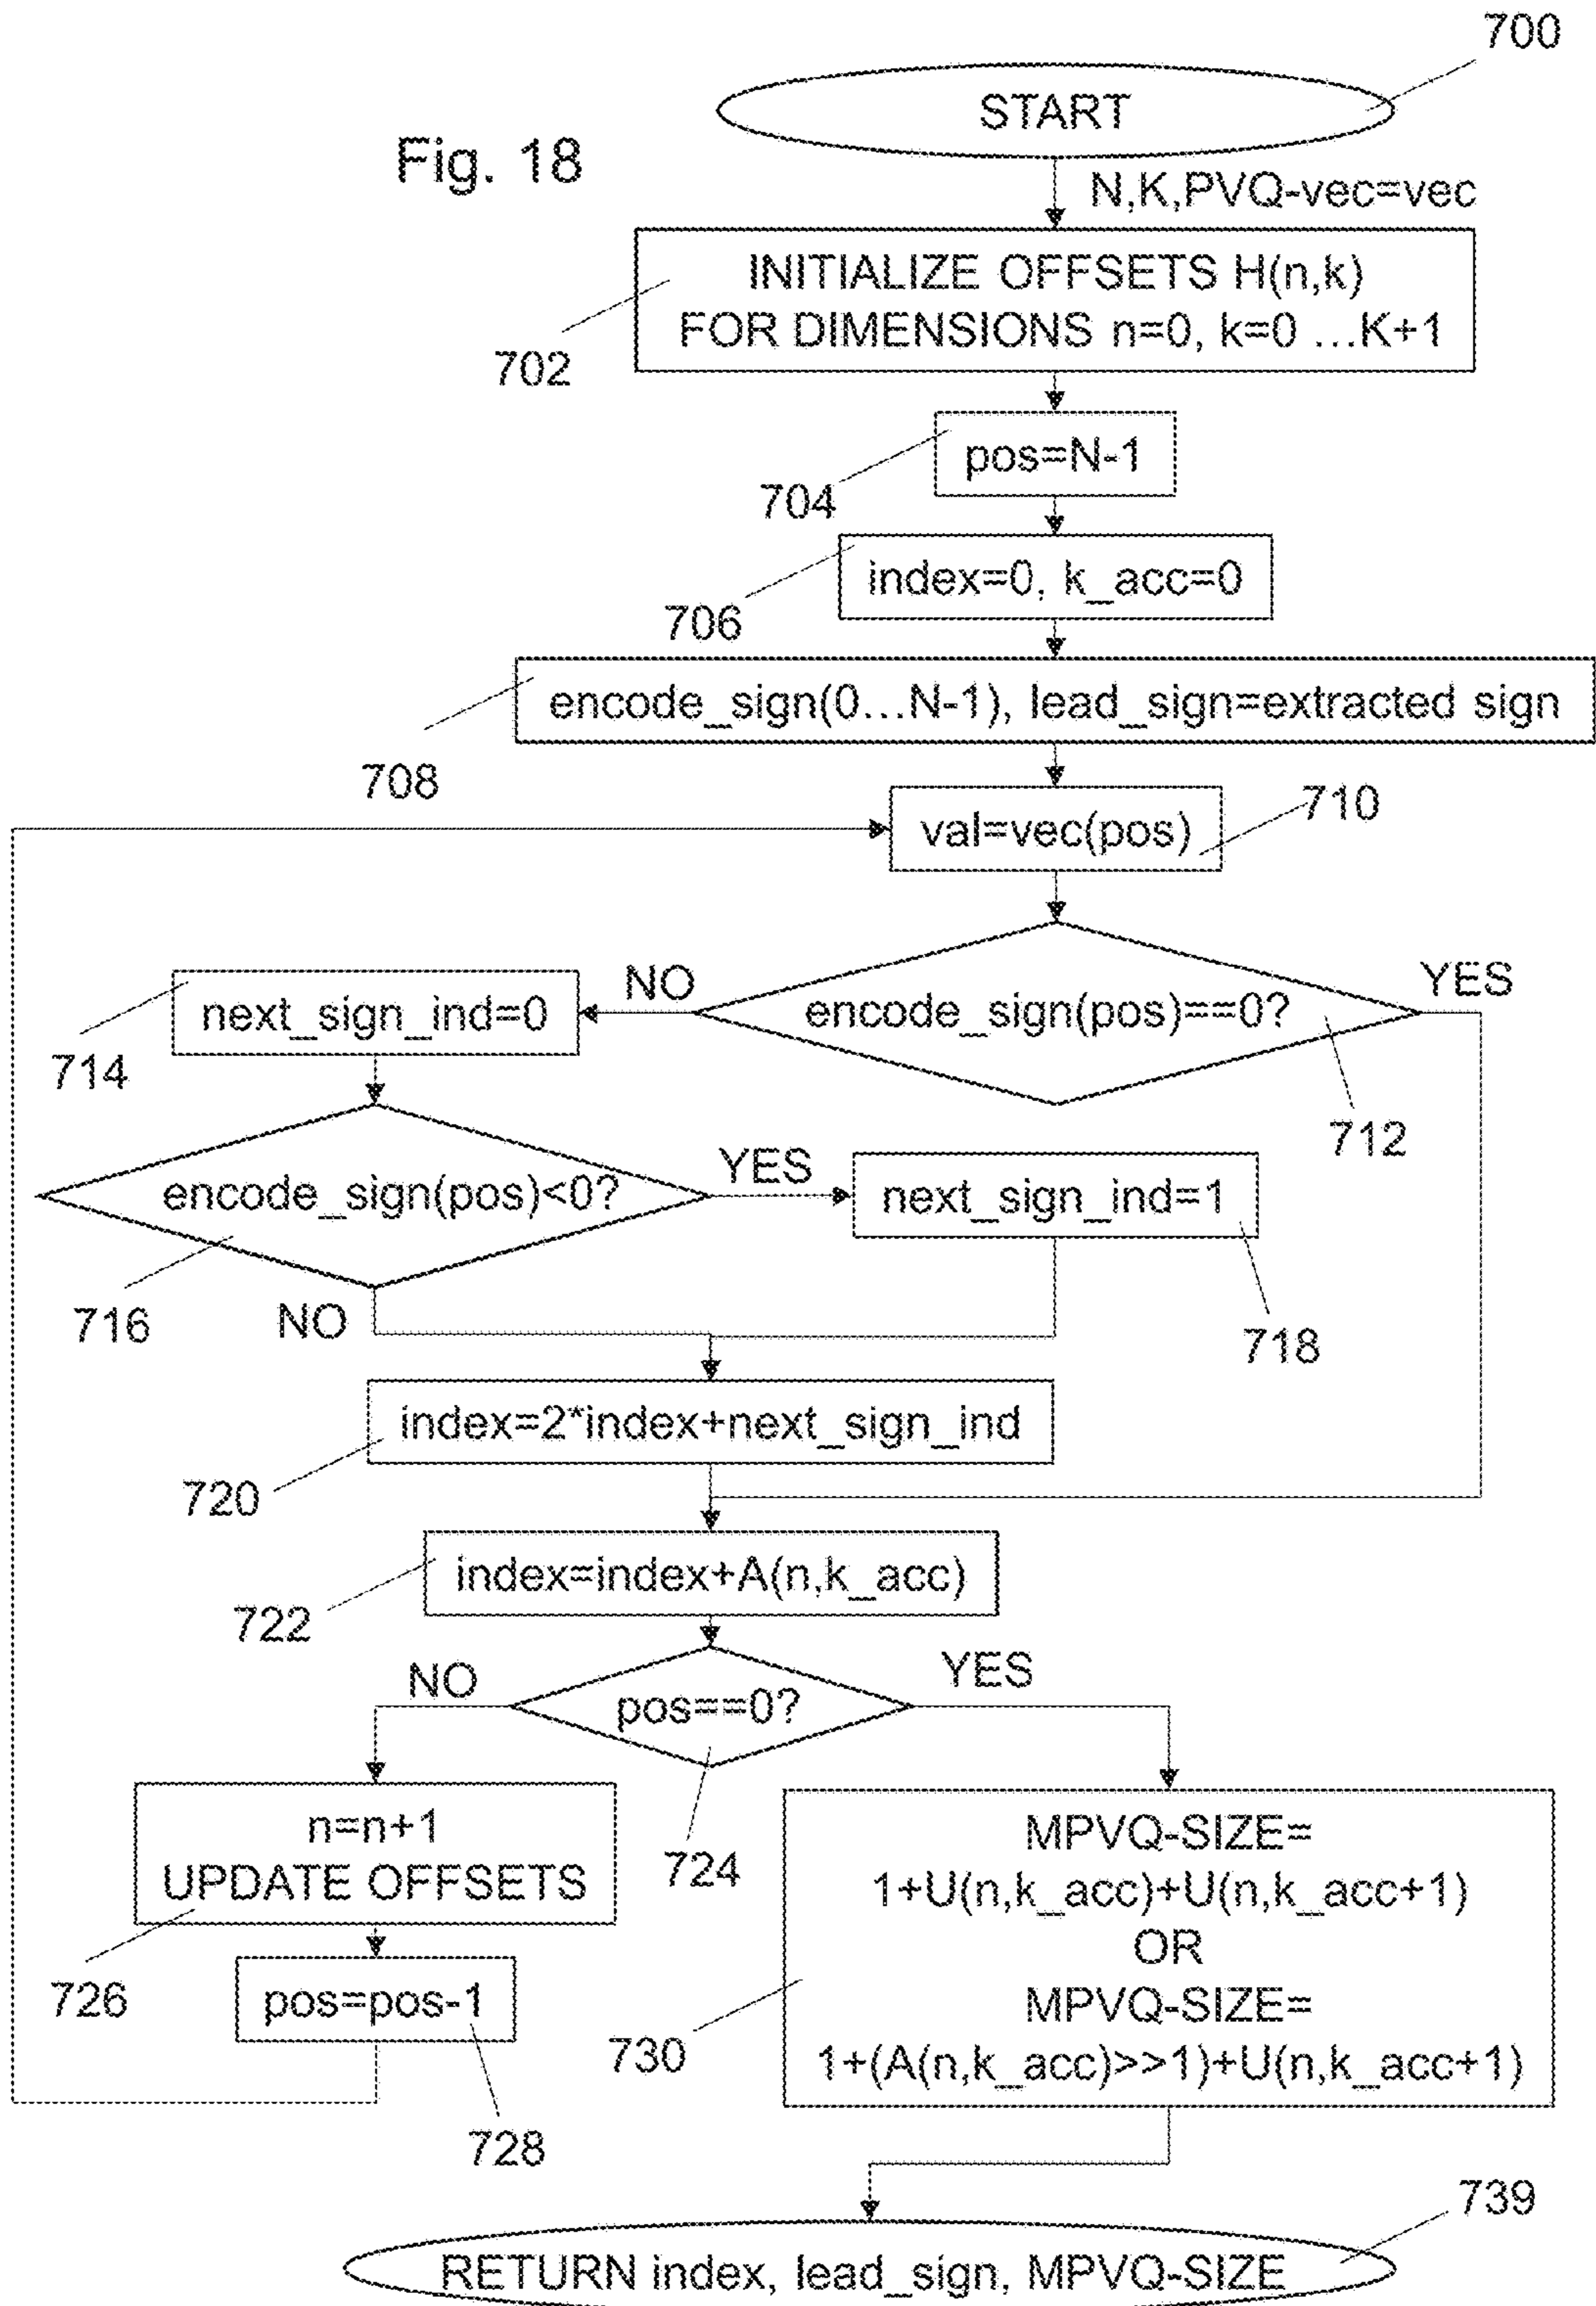 700
START
Fig. 18
N,K,PVQ-vec=vec
INITIALIZE OFFSETS H(n,k)
FOR DIMENSIONS n=0, k=0 ...K+1
702
pos=N-1
704
index=0, k_acc=0
706
encode_sign(0...N-1), lead_sign=extracted sign
708
710
val=vec(pos)
NO
YES
next_sign_ind=0
encode_sign(pos)==0?
714
712
YES
encode_sign(pos)<0?
next_sign_ind=1
716
NO
718
index=2*index+next_sign_ind
720
index=index+A(n,k_acc)
722
NO
YES
pos==0?
n=n+1
UPDATE OFFSETS
724
MPVQ-SIZE=
1+U(n,k_acc)+U(n,k_acc+1)
OR
MPVQ-SIZE=
1+(A(n,k_acc)>>1)+U(n,k_acc+1)
726
pos=pos-1
730
728
739
RETURN index, lead_sign, MPVQ-SIZE